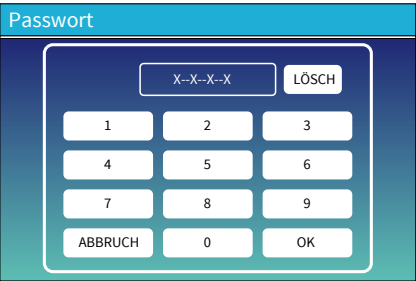 Passwort
X--X--X--X LÖSCH
1 2 3
4 5 6
7 8 9
ABBRUCH 0 OK